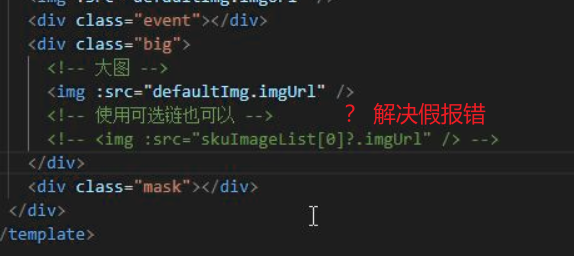 <img :src="defaultImg.imgUrl" />
<div class="event"></div>
<div class="big">
<!-- 大图 -->
<img :src="defaultImg.imgUrl" />
<!-- 使用可选链也可以 --> ? 解决假报错
<!-- <img :src="skuImageList[0]?.imgUrl" /> -->
</div>
<div class="mask"></div>
</div>
/template>